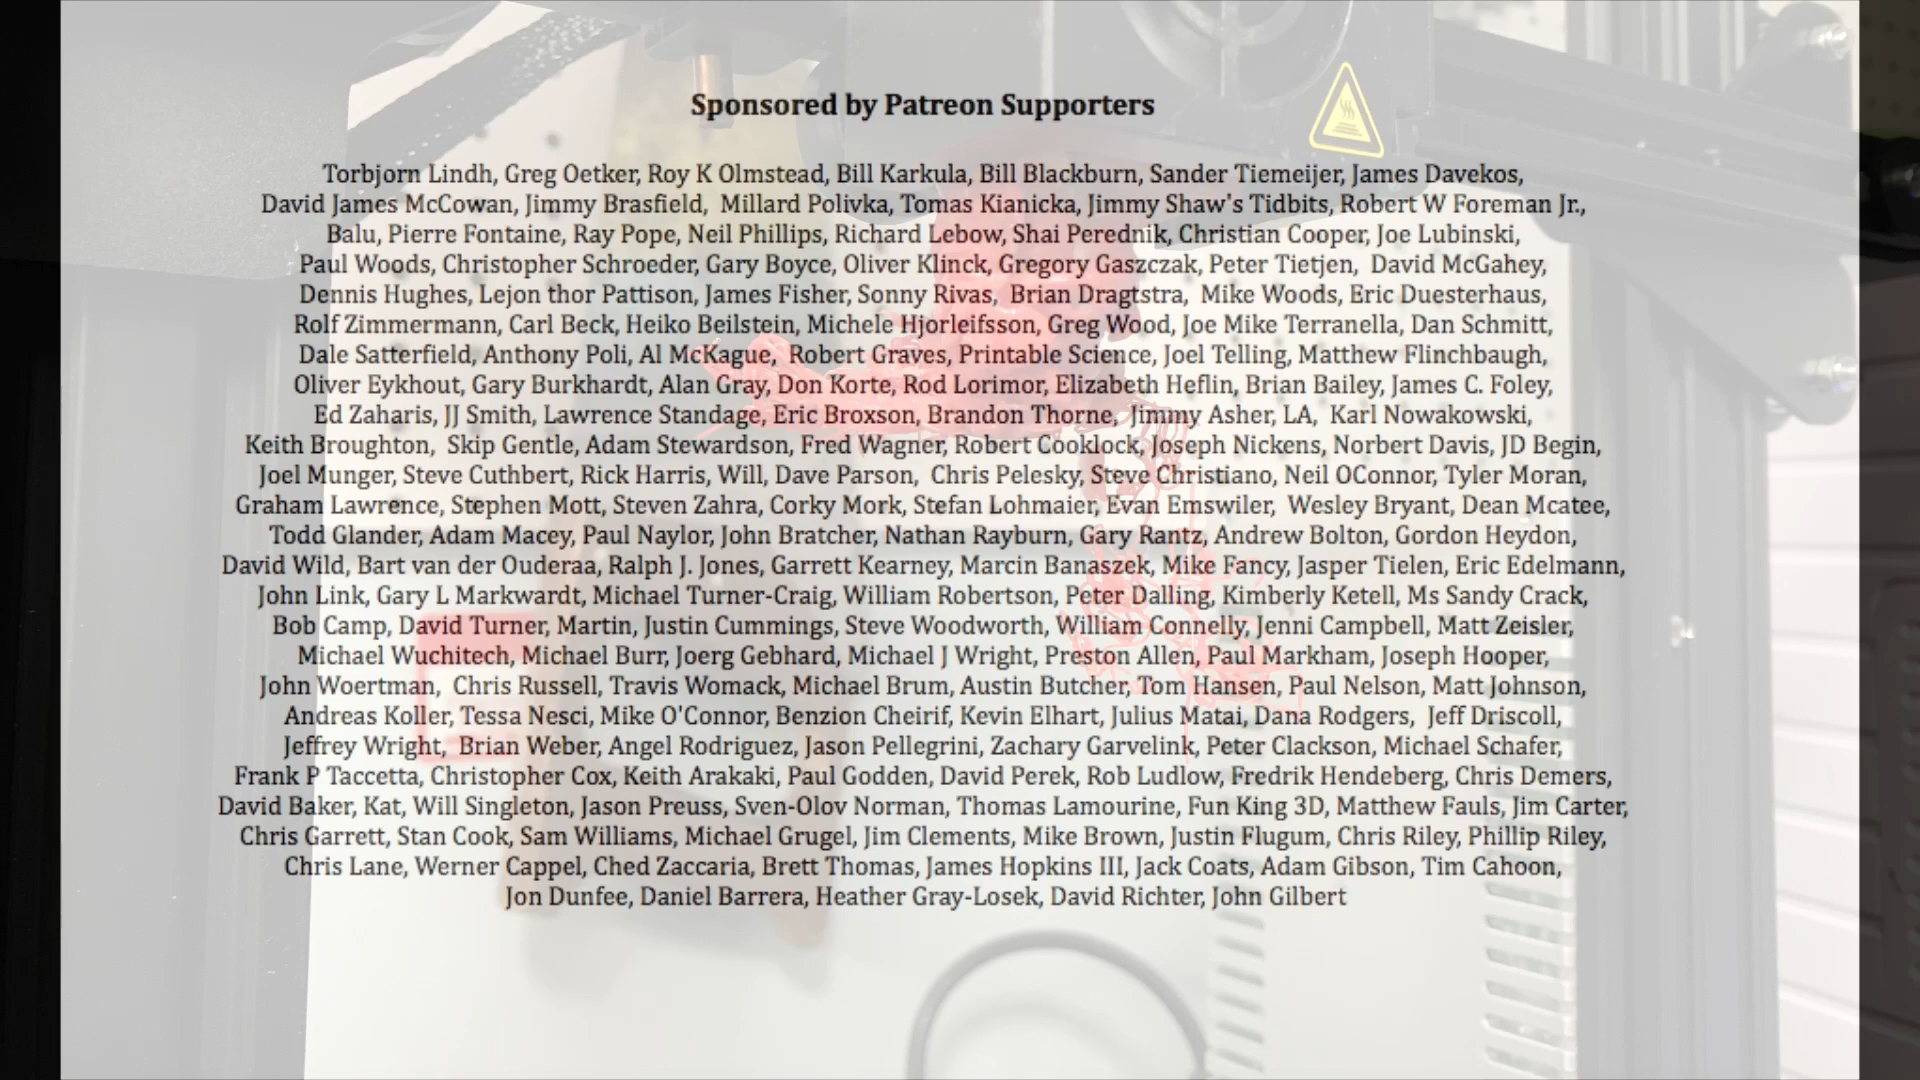 Sponsored by Patreon Supporters
Torbjorn Lindh, Greg Oetker, Roy K Olmstead, Bill Karkula, Bill Blackburn, Sander Tiemeijer, James Davekos,
David James McCowan, Jimmy Brasfield, Millard Polivka, Tomas Kianicka, Jimmy Shaw's Tidbits, Robert W Foreman Jr.,
Balu, Pierre Fontaine, Ray Pope, Neil Phillips, Richard Lebow, Shai Perednik, Christian Cooper, Joe Lubinski,
Paul Woods, Christopher Schroeder, Gary Boyce, Oliver Klinck, Gregory Gaszczak, Peter Tietjen, David McGahey,
Dennis Hughes, Lejon thor Pattison, James Fisher, Sonny Rivas, Brian Dragtstra, Mike Woods, Eric Duesterhaus,
Rolf Zimmermann, Carl Beck, Heiko Beilstein, Michele Hjorleifsson, Greg Wood, Joe Mike Terranella, Dan Schmitt,
Dale Satterfield, Anthony Poli, Al McKague, Robert Graves, Printable Science, Joel Telling, Matthew Flinchbaugh,
Oliver Eykhout, Gary Burkhardt, Alan Gray, Don Korte, Rod Lorimor, Elizabeth Heflin, Brian Bailey, James C. Foley,
Ed Zaharis, JJ Smith, Lawrence Standage, Eric Broxson, Brandon Thorne, Jimmy Asher, LA, Karl Nowakowski,
Keith Broughton, Skip Gentle, Adam Stewardson, Fred Wagner, Robert Cooklock, Joseph Nickens, Norbert Davis, JD Begin,
Joel Munger, Steve Cuthbert, Rick Harris, Will, Dave Parson, Chris Pelesky, Steve Christiano, Neil OConnor, Tyler Moran,
Graham Lawrence, Stephen Mott, Steven Zahra, Corky Mork, Stefan Lohmaier, Evan Emswiler, Wesley Bryant, Dean Mcatee,
Todd Glander, Adam Macey, Paul Naylor, John Bratcher, Nathan Rayburn, Gary Rantz, Andrew Bolton, Gordon Heydon,
David Wild, Bart van der Ouderaa, Ralph J. Jones, Garrett Kearney, Marcin Banaszek, Mike Fancy, Jasper Tielen, Eric Edelmann,
John Link, Gary L Markwardt, Michael Turner-Craig, William Robertson, Peter Dalling, Kimberly Ketell, Ms Sandy Crack,
Bob Camp, David Turner, Martin, Justin Cummings, Steve Woodworth, William Connelly, Jenni Campbell, Matt Zeisler,
Michael Wuchitech, Michael Burr, Joerg Gebhard, Michael J Wright, Preston Allen, Paul Markham, Joseph Hooper,
John Woertman, Chris Russell, Travis Womack, Michael Brum, Austin Butcher, Tom Hansen, Paul Nelson, Matt Johnson,
Andreas Koller, Tessa Nesci, Mike O'Connor, Benzion Cheirif, Kevin Elhart, Julius Matai, Dana Rodgers, Jeff Driscoll,
Jeffrey Wright, Brian Weber, Angel Rodriguez, Jason Pellegrini, Zachary Garvelink, Peter Clackson, Michael Schafer,
Frank P Taccetta, Christopher Cox, Keith Arakaki, Paul Godden, David Perek, Rob Ludlow, Fredrik Hendeberg, Chris Demers,
David Baker, Kat, Will Singleton, Jason Preuss, Sven-Olov Norman, Thomas Lamourine, Fun King 3D, Matthew Fauls, Jim Carter,
Chris Garrett, Stan Cook, Sam Williams, Michael Grugel, Jim Clements, Mike Brown, Justin Flugum, Chris Riley, Phillip Riley,
Chris Lane, Werner Cappel, Ched Zaccaria, Brett Thomas, James Hopkins III, Jack Coats, Adam Gibson, Tim Cahoon,
Jon Dunfee, Daniel Barrera, Heather Gray-Losek, David Richter, John Gilbert